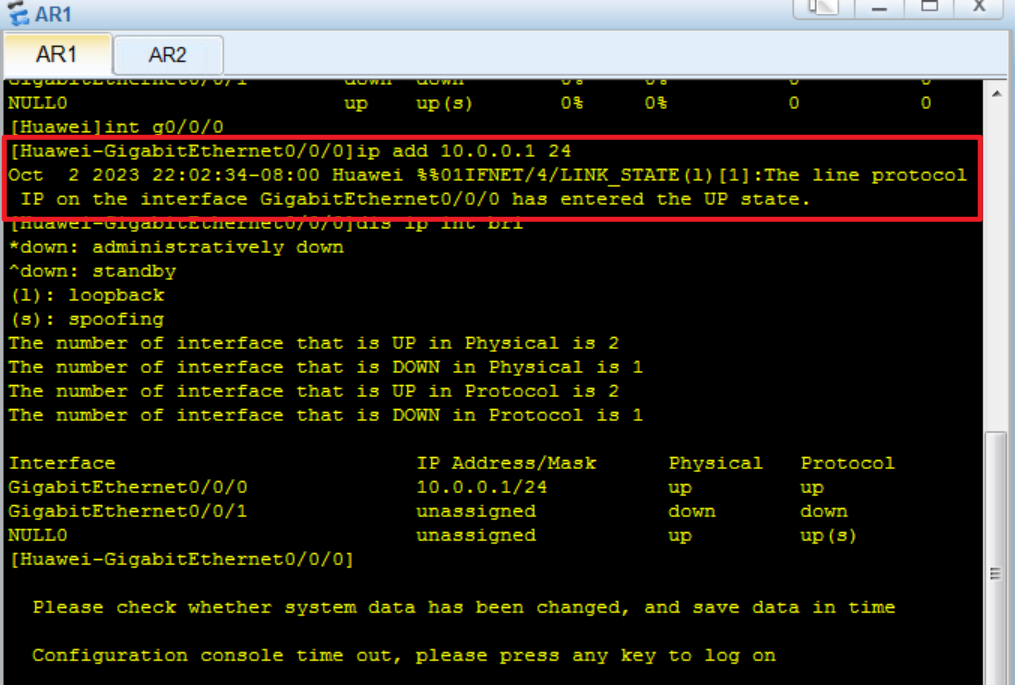 AR1
AR1 AR2
GigabitEthernet0/0/1 down down 0% 0% 0 0
NULL0 up up(s) 0% 0% 0 0
[Huawei]int g0/0/0
[Huawei-GigabitEthernet0/0/0]ip add 10.0.0.1 24
Oct 2 2023 22:02:34-08:00 Huawei %%01IFNET/4/LINK_STATE(l)[1]:The line protocol
IP on the interface GigabitEthernet0/0/0 has entered the UP state.
[Huawei-GigabitEthernet0/0/0]dis ip int bri
*down: administratively down
^down: standby
(l): loopback
(s): spoofing
The number of interface that is UP in Physical is 2
The number of interface that is DOWN in Physical is 1
The number of interface that is UP in Protocol is 2
The number of interface that is DOWN in Protocol is 1
Interface IP Address/Mask Physical Protocol
GigabitEthernet0/0/0 10.0.0.1/24 up up
GigabitEthernet0/0/1 unassigned down down
NULL0 unassigned up up(s)
[Huawei-GigabitEthernet0/0/0]
Please check whether system data has been changed, and save data in time
Configuration console time out, please press any key to log on